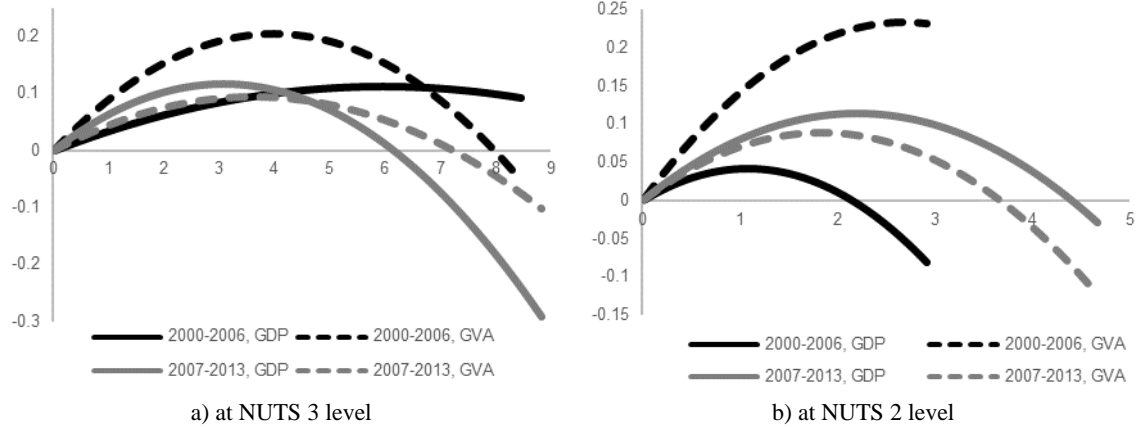 0.2
0.1
0
-0.1
-0.2
-0.3
0 1 2 3 4 5 6 7 8 9
2000-2006, GDP 2000-2006, GVA
2007-2013, GDP 2007-2013, GVA
a) at NUTS 3 level
0.25
0.2
0.15
0.1
0.05
0
-0.05
-0.1
-0.15
0 1 2 3 4 5
2000-2006, GDP 2000-2006, GVA
2007-2013, GDP 2007-2013, GVA
b) at NUTS 2 level